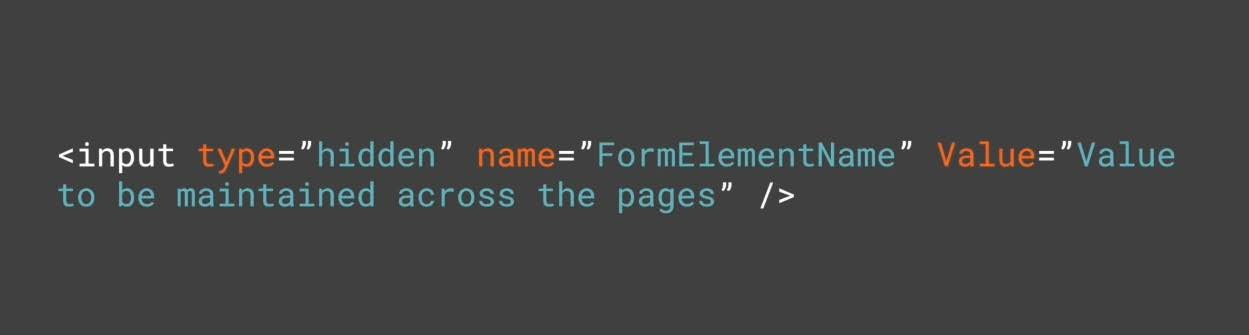 <input type=”hidden” name=”FormElementName” Value=”Value
to be maintained across the pages” />